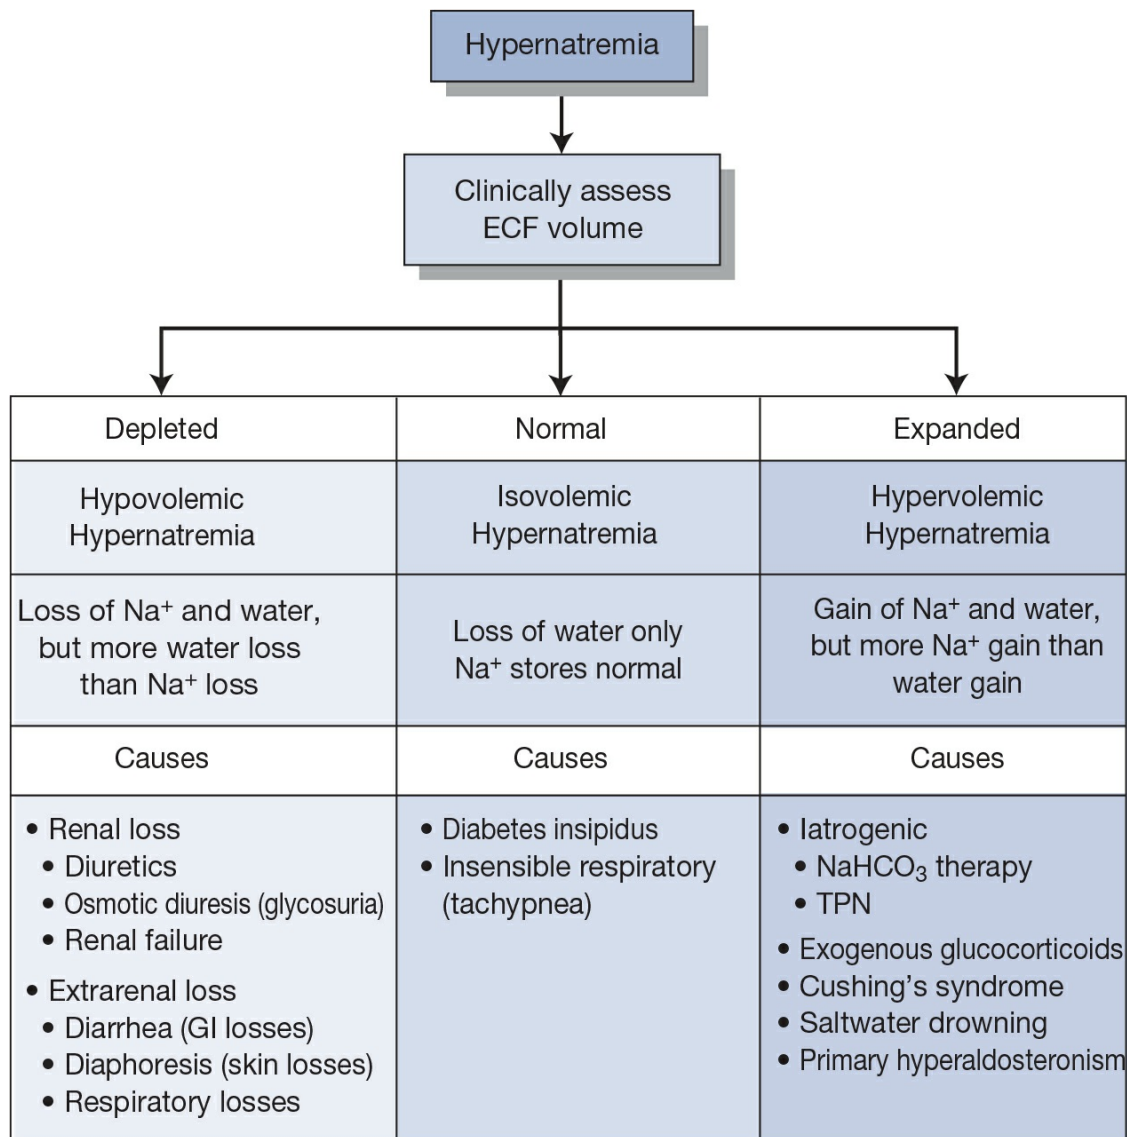 Hypernatremia
Clinically assess
ECF volume
Depleted
Normal
Expanded
Hypovolemic
Hypernatremia
Isovolemic
Hypernatremia
Hypervolemic
Hypernatremia
Loss of Na⁺ and water,
but more water loss
than Na⁺ loss
Loss of water only
Na⁺ stores normal
Gain of Na⁺ and water,
but more Na⁺ gain than
water gain
Causes
Causes
Causes
• Renal loss
• Diuretics
• Osmotic diuresis (glycosuria)
• Renal failure
• Extrarenal loss
• Diarrhea (GI losses)
• Diaphoresis (skin losses)
• Respiratory losses
• Diabetes insipidus
• Insensible respiratory
(tachypnea)
• Iatrogenic
• NaHCO₃ therapy
• TPN
• Exogenous glucocorticoids
• Cushing’s syndrome
• Saltwater drowning
• Primary hyperaldosteronism